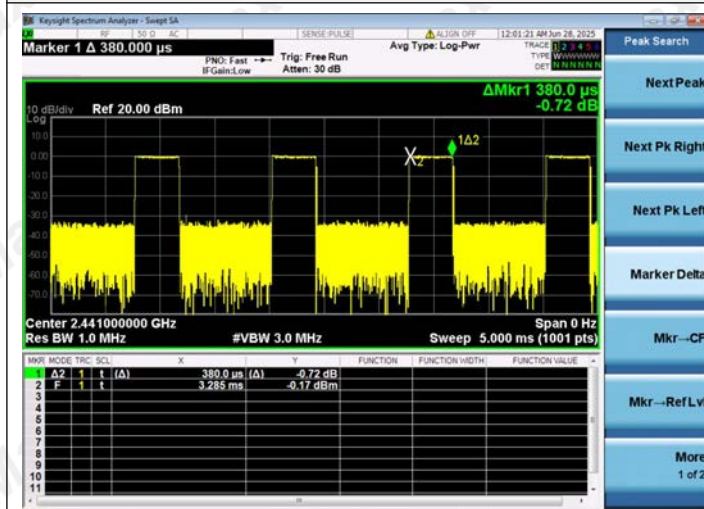 Keysight Spectrum Analyzer - Swept SA
RF 50 Ω AC SENSE:PULSE ALIGN OFF 12:01:21 AM Jun 28, 2025
Marker 1 Δ 380.000 µs
PNO: Fast
IFGain:Low
Trig: Free Run
Atten: 30 dB
Avg Type: Log-Pwr
TRACE 1 2 3 4 5 6
TYPE WWWWWW
DET N N N N N N
Peak Search
ΔMkr1 380.0 µs
-0.72 dB
10 dB/div Ref 20.00 dBm
Log
10.0
0.00
-10.0
-20.0
-30.0
-40.0
-50.0
-60.0
-70.0
1Δ2
X2
Center 2.441000000 GHz
Res BW 1.0 MHz
#VBW 3.0 MHz
Span 0 Hz
Sweep 5.000 ms (1001 pts)
MKR MODE TRC SCL X Y FUNCTION FUNCTION WIDTH FUNCTION VALUE
1 Δ2 1 t (Δ) 380.0 µs (Δ) -0.72 dB
2 F 1 t 3.285 ms -0.17 dBm
3
4
5
6
7
8
9
10
11
Next Peak
Next Pk Right
Next Pk Left
Marker Delta
Mkr→CF
Mkr→Ref Lvl
More
1 of 2